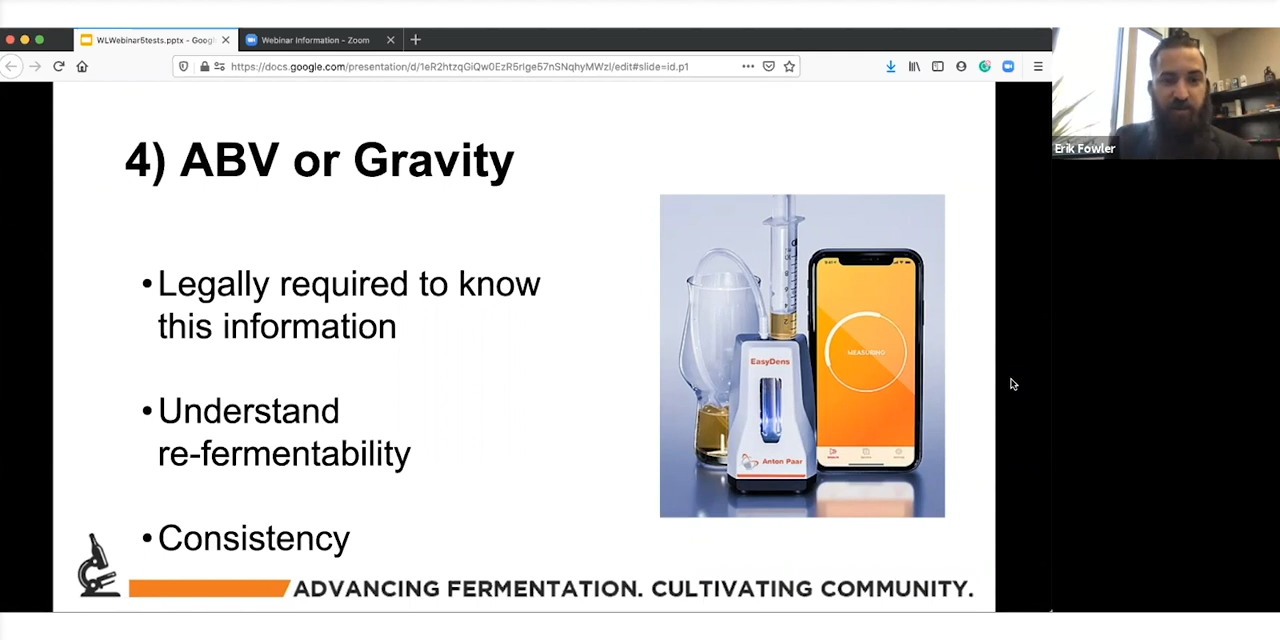 WLWebinar5tests.pptx - Googl
Webinar Information - Zoom
https://docs.google.com/presentation/d/1eR2htzqGiQw0EzR5rIge57nSNqhyMWzI/edit#slide=id.p1
Erik Fowler
4) ABV or Gravity
•Legally required to know
this information
•Understand
re-fermentability
•Consistency
EasyDens
Anton Paar
MEASURING
ADVANCING FERMENTATION. CULTIVATING COMMUNITY.